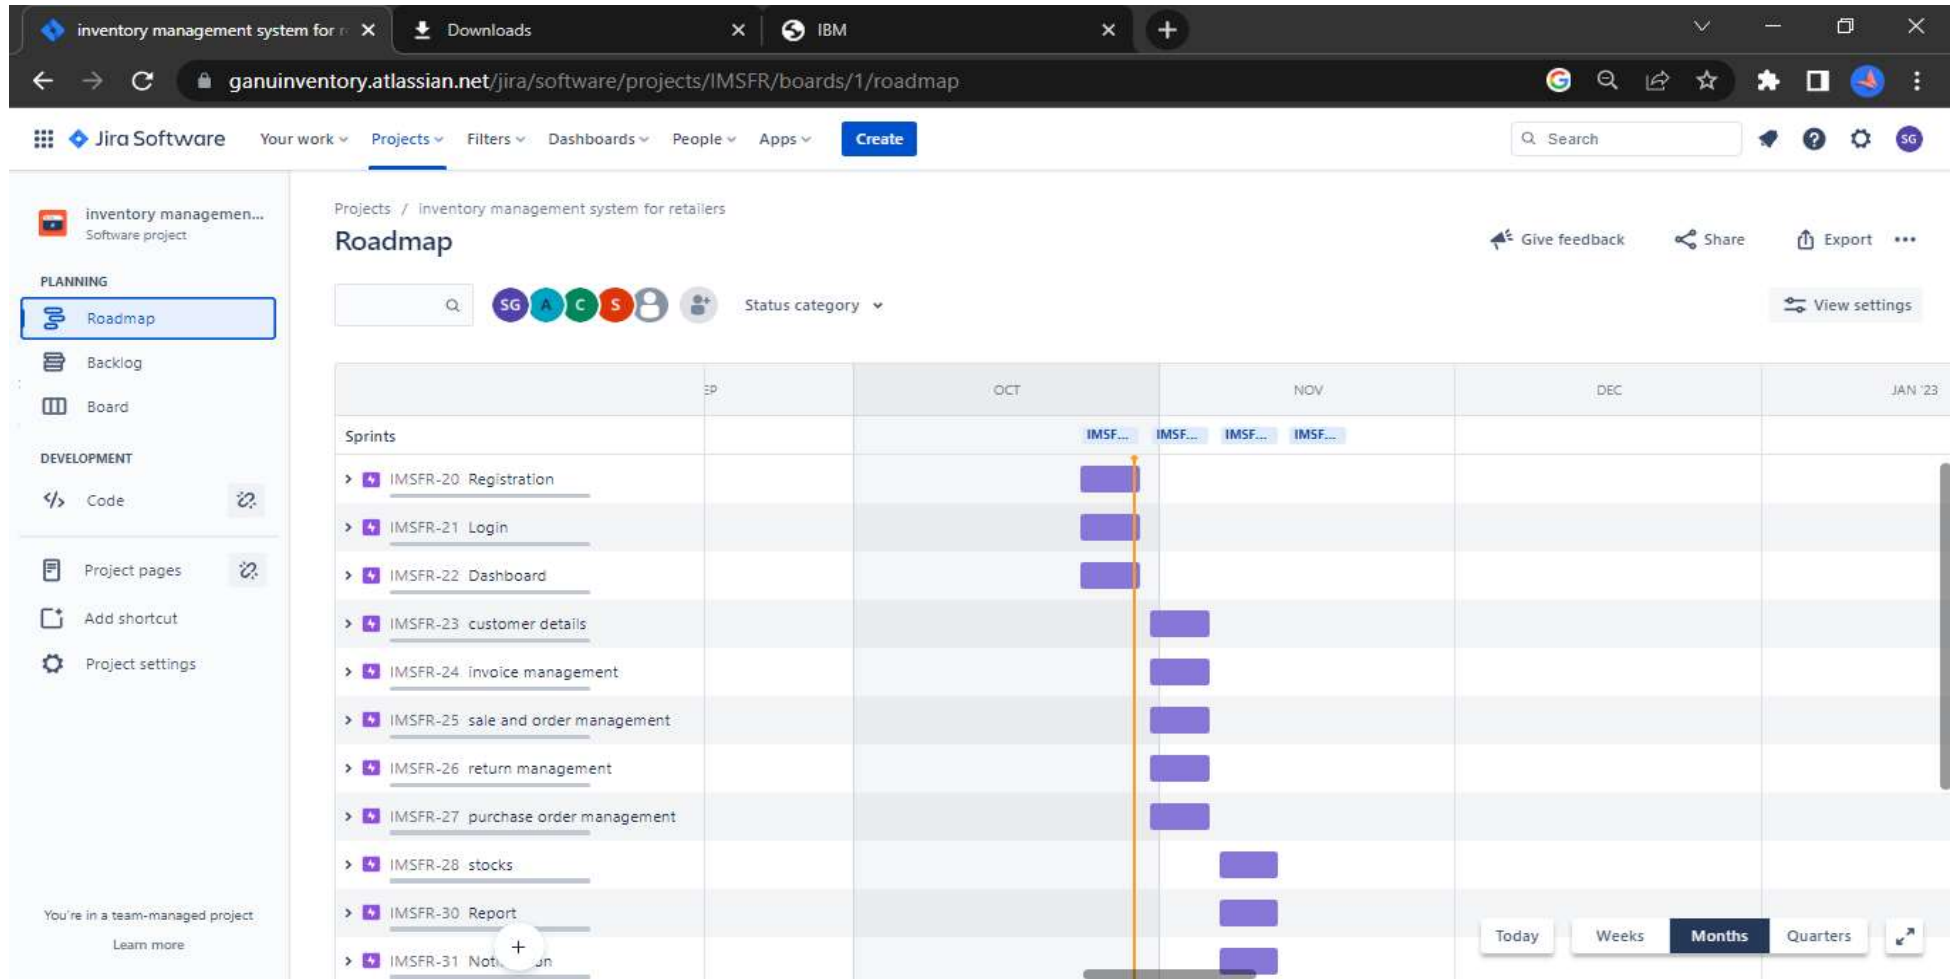 inventory management system for r
Downloads
IBM
ganuinventory.atlassian.net/jira/software/projects/IMSFR/boards/1/roadmap
Jira Software
Your work
Projects
Filters
Dashboards
People
Apps
Create
Search
SG
inventory managemen...
Software project
PLANNING
Roadmap
Backlog
Board
DEVELOPMENT
Code
Project pages
Add shortcut
Project settings
You're in a team-managed project
Learn more
Projects / inventory management system for retailers
Roadmap
Give feedback
Share
Export
SG A C S
Status category
View settings
EP OCT NOV DEC JAN '23
Sprints IMSF... IMSF... IMSF... IMSF...
IMSFR-20 Registration
IMSFR-21 Login
IMSFR-22 Dashboard
IMSFR-23 customer details
IMSFR-24 invoice management
IMSFR-25 sale and order management
IMSFR-26 return management
IMSFR-27 purchase order management
IMSFR-28 stocks
IMSFR-30 Report
IMSFR-31
Today Weeks Months Quarters